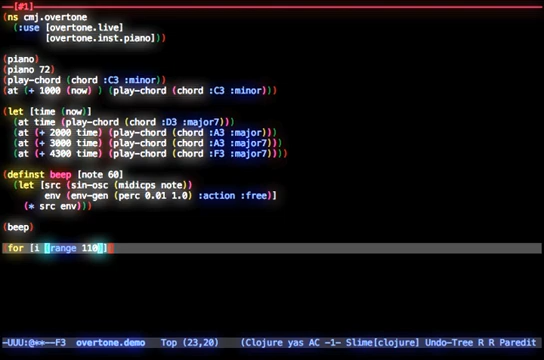 [#1]
(ns cmj.overtone
(:use [overtone.live]
[overtone.inst.piano]))
(piano)
(piano 72)
(play-chord (chord :C3 :minor))
(at (+ 1000 (now) ) (play-chord (chord :C3 :minor)))
(let [time (now)]
(at time (play-chord (chord :D3 :major7)))
(at (+ 2000 time) (play-chord (chord :A3 :major)))
(at (+ 3000 time) (play-chord (chord :A3 :major7)))
(at (+ 4300 time) (play-chord (chord :F3 :major7))))
(definst beep [note 60]
(let [src (sin-osc (midicps note))
env (env-gen (perc 0.01 1.0) :action :free)]
(* src env)))
(beep)
for [i (range 110)]
-UUU:@**--F3 overtone.demo Top (23,20) (Clojure yas AC -1- Slime[clojure] Undo-Tree R R Paredit